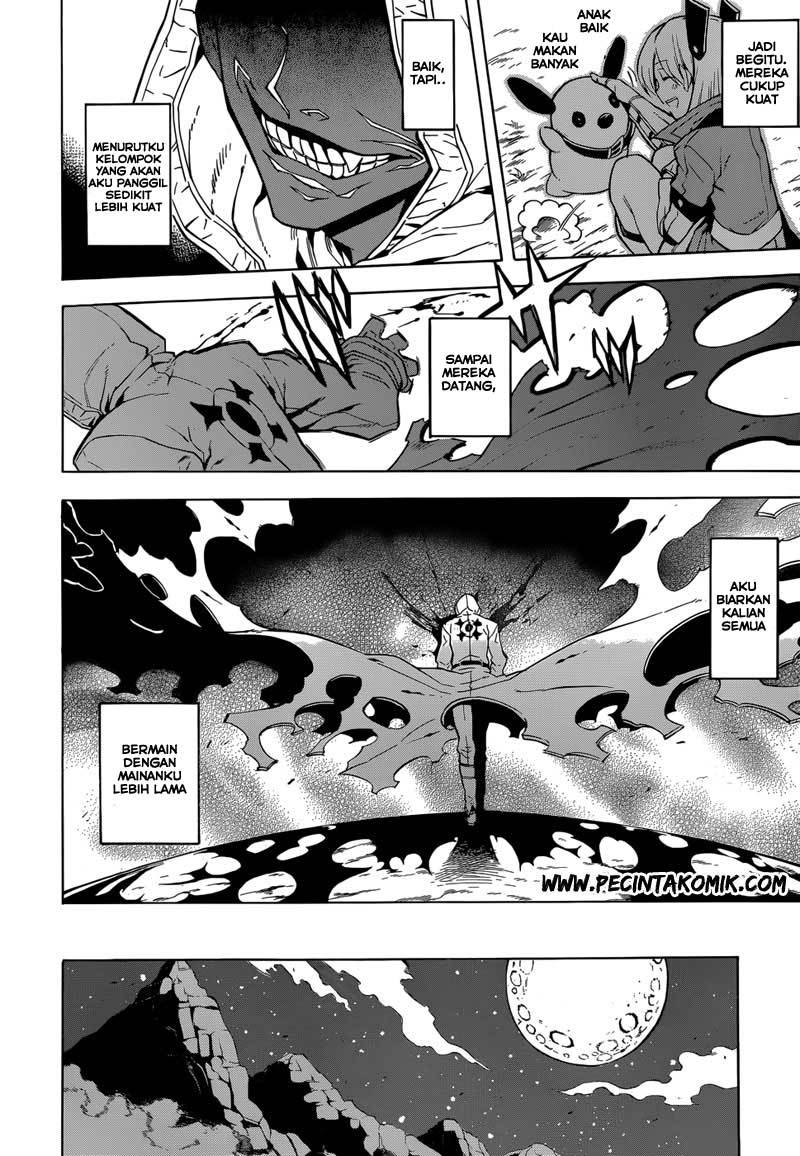 JADI
BEGITU.
MEREKA
CUKUP
KUAT
ANAK
BAIK
KAU
MAKAN
BANYAK
BAIK,
TAPI..
MENURUTKU
KELOMPOK
YANG AKAN
AKU PANGGIL
SEDIKIT
LEBIH KUAT
SAMPAI
MEREKA
DATANG,
AKU
BIARKAN
KALIAN
SEMUA
BERMAIN
DENGAN
MAINANKU
LEBIH LAMA
WWW.PECINTAKOMIK.COM